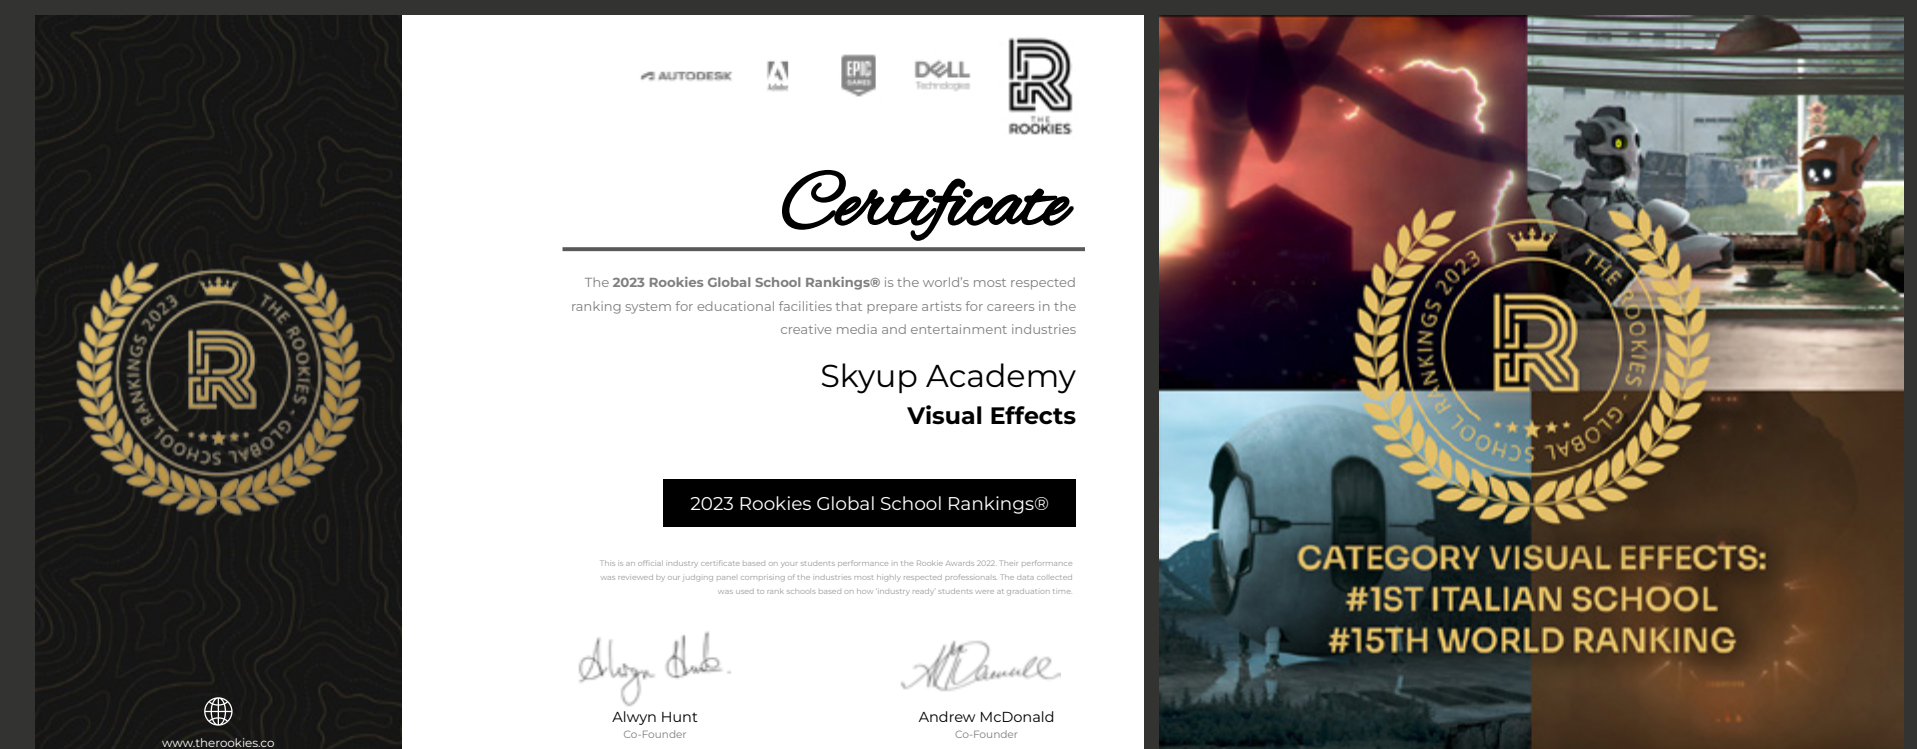 THE ROOKIES - GLOBAL SCHOOL RANKINGS 2023
www.therookies.co
AUTODESK
Adobe
EPIC
GAMES
DELL
Technologies
THE
ROOKIES
Certificate
The 2023 Rookies Global School Rankings® is the world's most respected
ranking system for educational facilities that prepare artists for careers in the
creative media and entertainment industries
Skyup Academy
Visual Effects
2023 Rookies Global School Rankings®
This is an official industry certificate based on your students performance in the Rookie Awards 2022. Their performance
was reviewed by our judging panel comprising of the industries most highly respected professionals. The data collected
was used to rank schools based on how 'industry ready' students were at graduation time.
Alwyn Hunt
Co-Founder
Andrew McDonald
Co-Founder
THE ROOKIES - GLOBAL SCHOOL RANKINGS 2023
CATEGORY VISUAL EFFECTS:
#1ST ITALIAN SCHOOL
#15TH WORLD RANKING